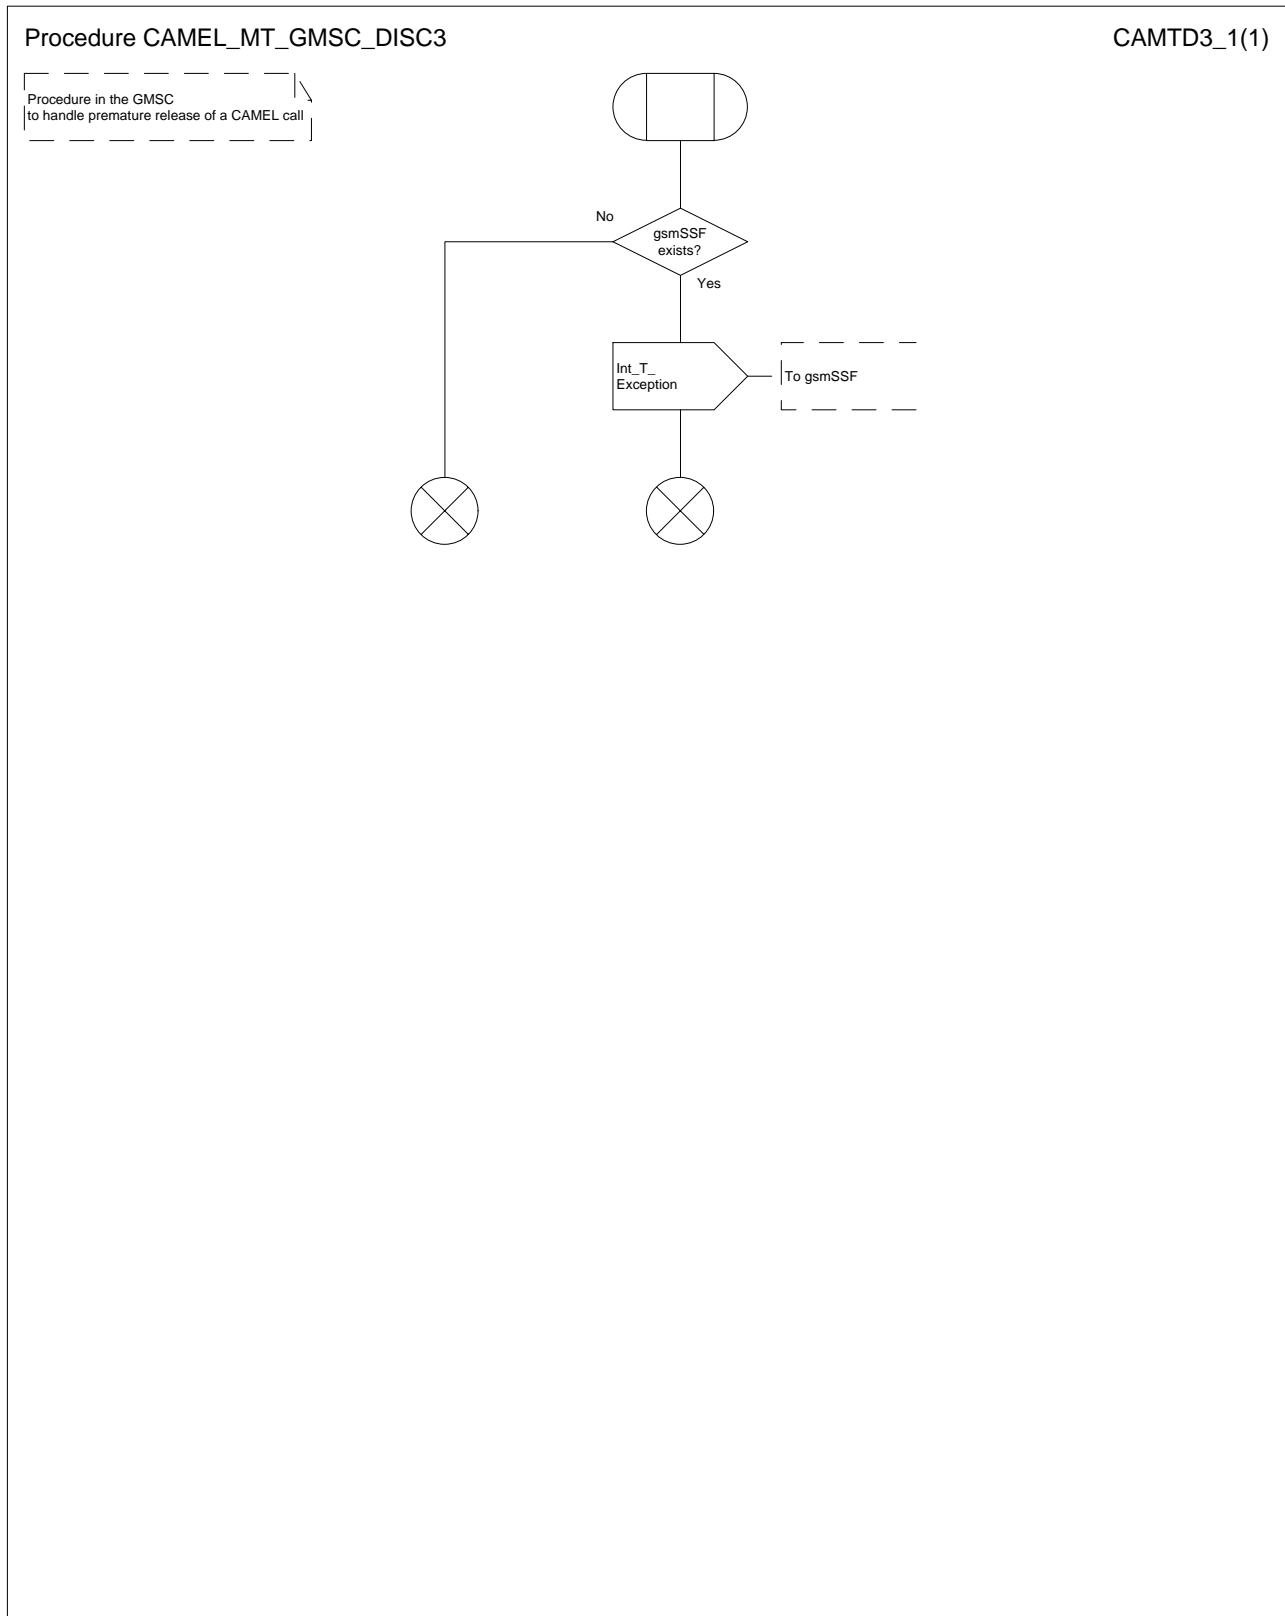 Procedure CAMEL_MT_GMSC_DISC3
CAMTD3_1(1)
Procedure in the GMSC
to handle premature release of a CAMEL call
No
gsmSSF
exists?
Yes
Int_T_
Exception
To gsmSSF